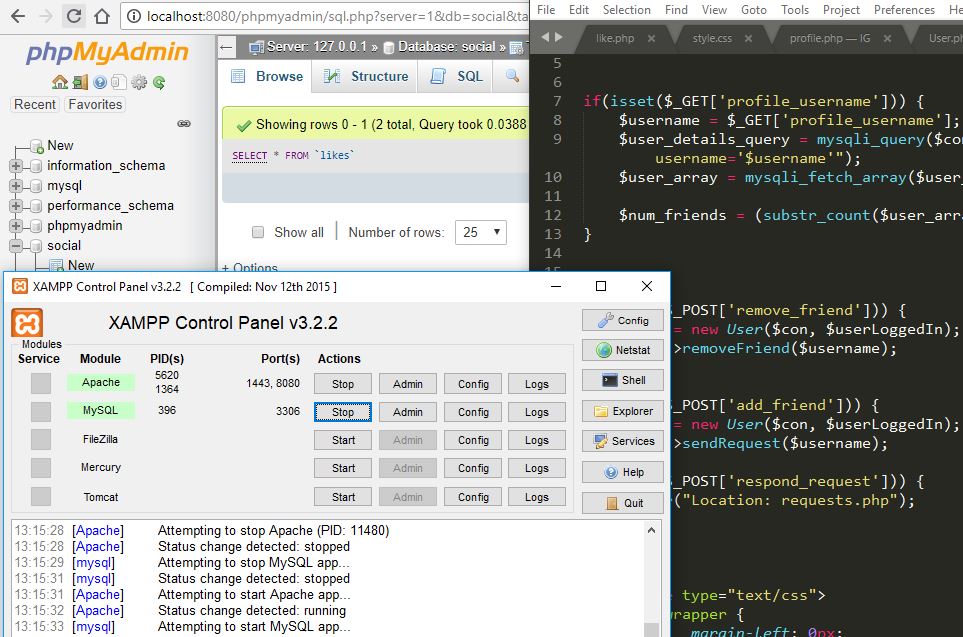 localhost:8080/phpmyadmin/sql.php?server=1&db=social&ta
phpMyAdmin
Recent Favorites
New
information_schema
mysql
performance_schema
phpmyadmin
social
New
Server: 127.0.0.1 » Database: social »
Browse Structure SQL
Showing rows 0 - 1 (2 total, Query took 0.0388
SELECT * FROM `likes`
Show all Number of rows: 25
+ Options
File Edit Selection Find View Goto Tools Project Preferences He
like.php × style.css × profile.php — IG × User.ph
5
6
7 if(isset($_GET['profile_username'])) {
8 $username = $_GET['profile_username'];
9 $user_details_query = mysqli_query($con
username='$username'");
10 $user_array = mysqli_fetch_array($user_
11
12 $num_friends = (substr_count($user_arra
13 }
14
_POST['remove_friend'])) {
= new User($con, $userLoggedIn);
>removeFriend($username);
_POST['add_friend'])) {
= new User($con, $userLoggedIn);
>sendRequest($username);
_POST['respond_request'])) {
("Location: requests.php");
type="text/css">
rapper {
margin-left: 0px;
XAMPP Control Panel v3.2.2 [ Compiled: Nov 12th 2015 ]
XAMPP Control Panel v3.2.2
Config
Netstat
Shell
Explorer
Services
Help
Quit
Modules
Service Module PID(s) Port(s) Actions
Apache 5620 1364 1443, 8080 Stop Admin Config Logs
MySQL 396 3306 Stop Admin Config Logs
FileZilla Start Admin Config Logs
Mercury Start Admin Config Logs
Tomcat Start Admin Config Logs
13:15:28 [Apache] Attempting to stop Apache (PID: 11480)
13:15:28 [Apache] Status change detected: stopped
13:15:29 [mysql] Attempting to stop MySQL app...
13:15:31 [mysql] Status change detected: stopped
13:15:31 [Apache] Attempting to start Apache app...
13:15:32 [Apache] Status change detected: running
13:15:33 [mysql] Attempting to start MySQL app...